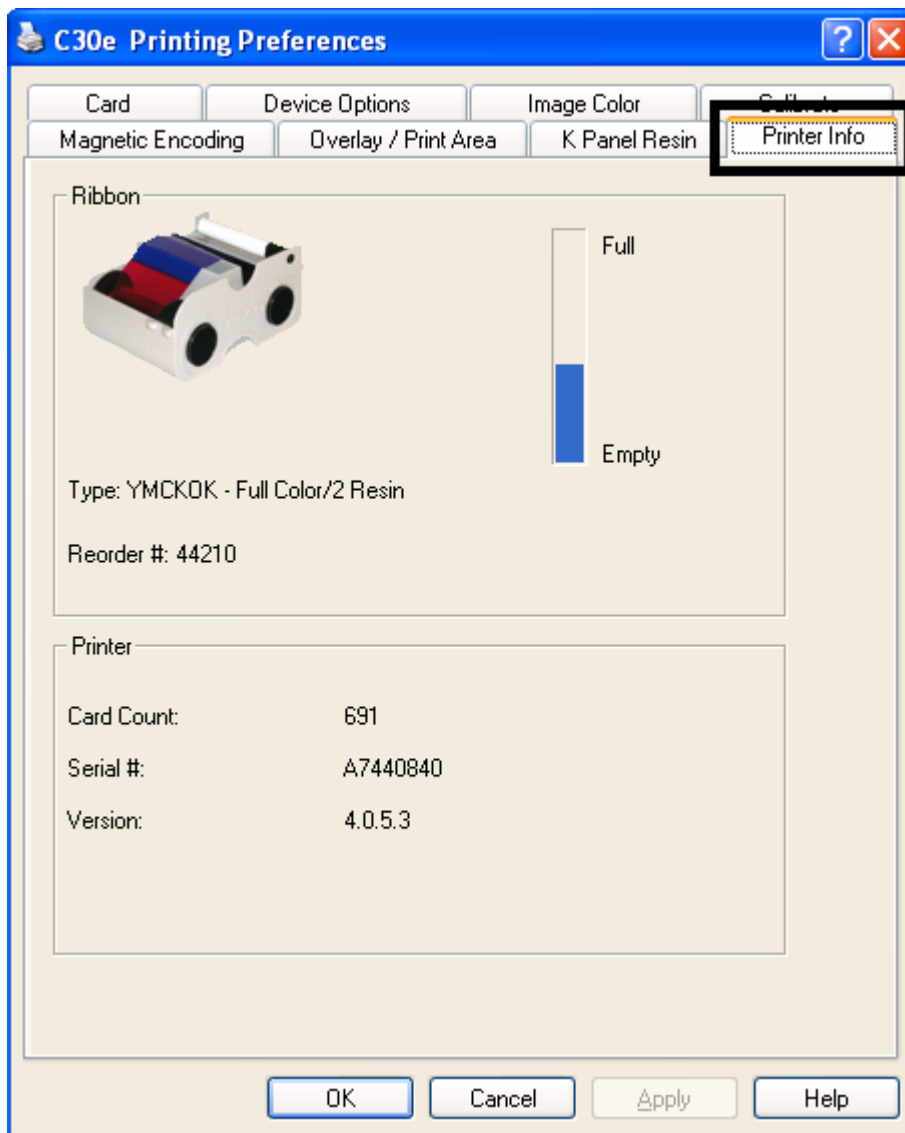 C30e Printing Preferences
Card Device Options Image Color Calibrate
Magnetic Encoding Overlay / Print Area K Panel Resin Printer Info
Ribbon
Full
Empty
Type: YMCKOK - Full Color/2 Resin
Reorder #: 44210
Printer
Card Count: 691
Serial #: A7440840
Version: 4.0.5.3
OK Cancel Apply Help